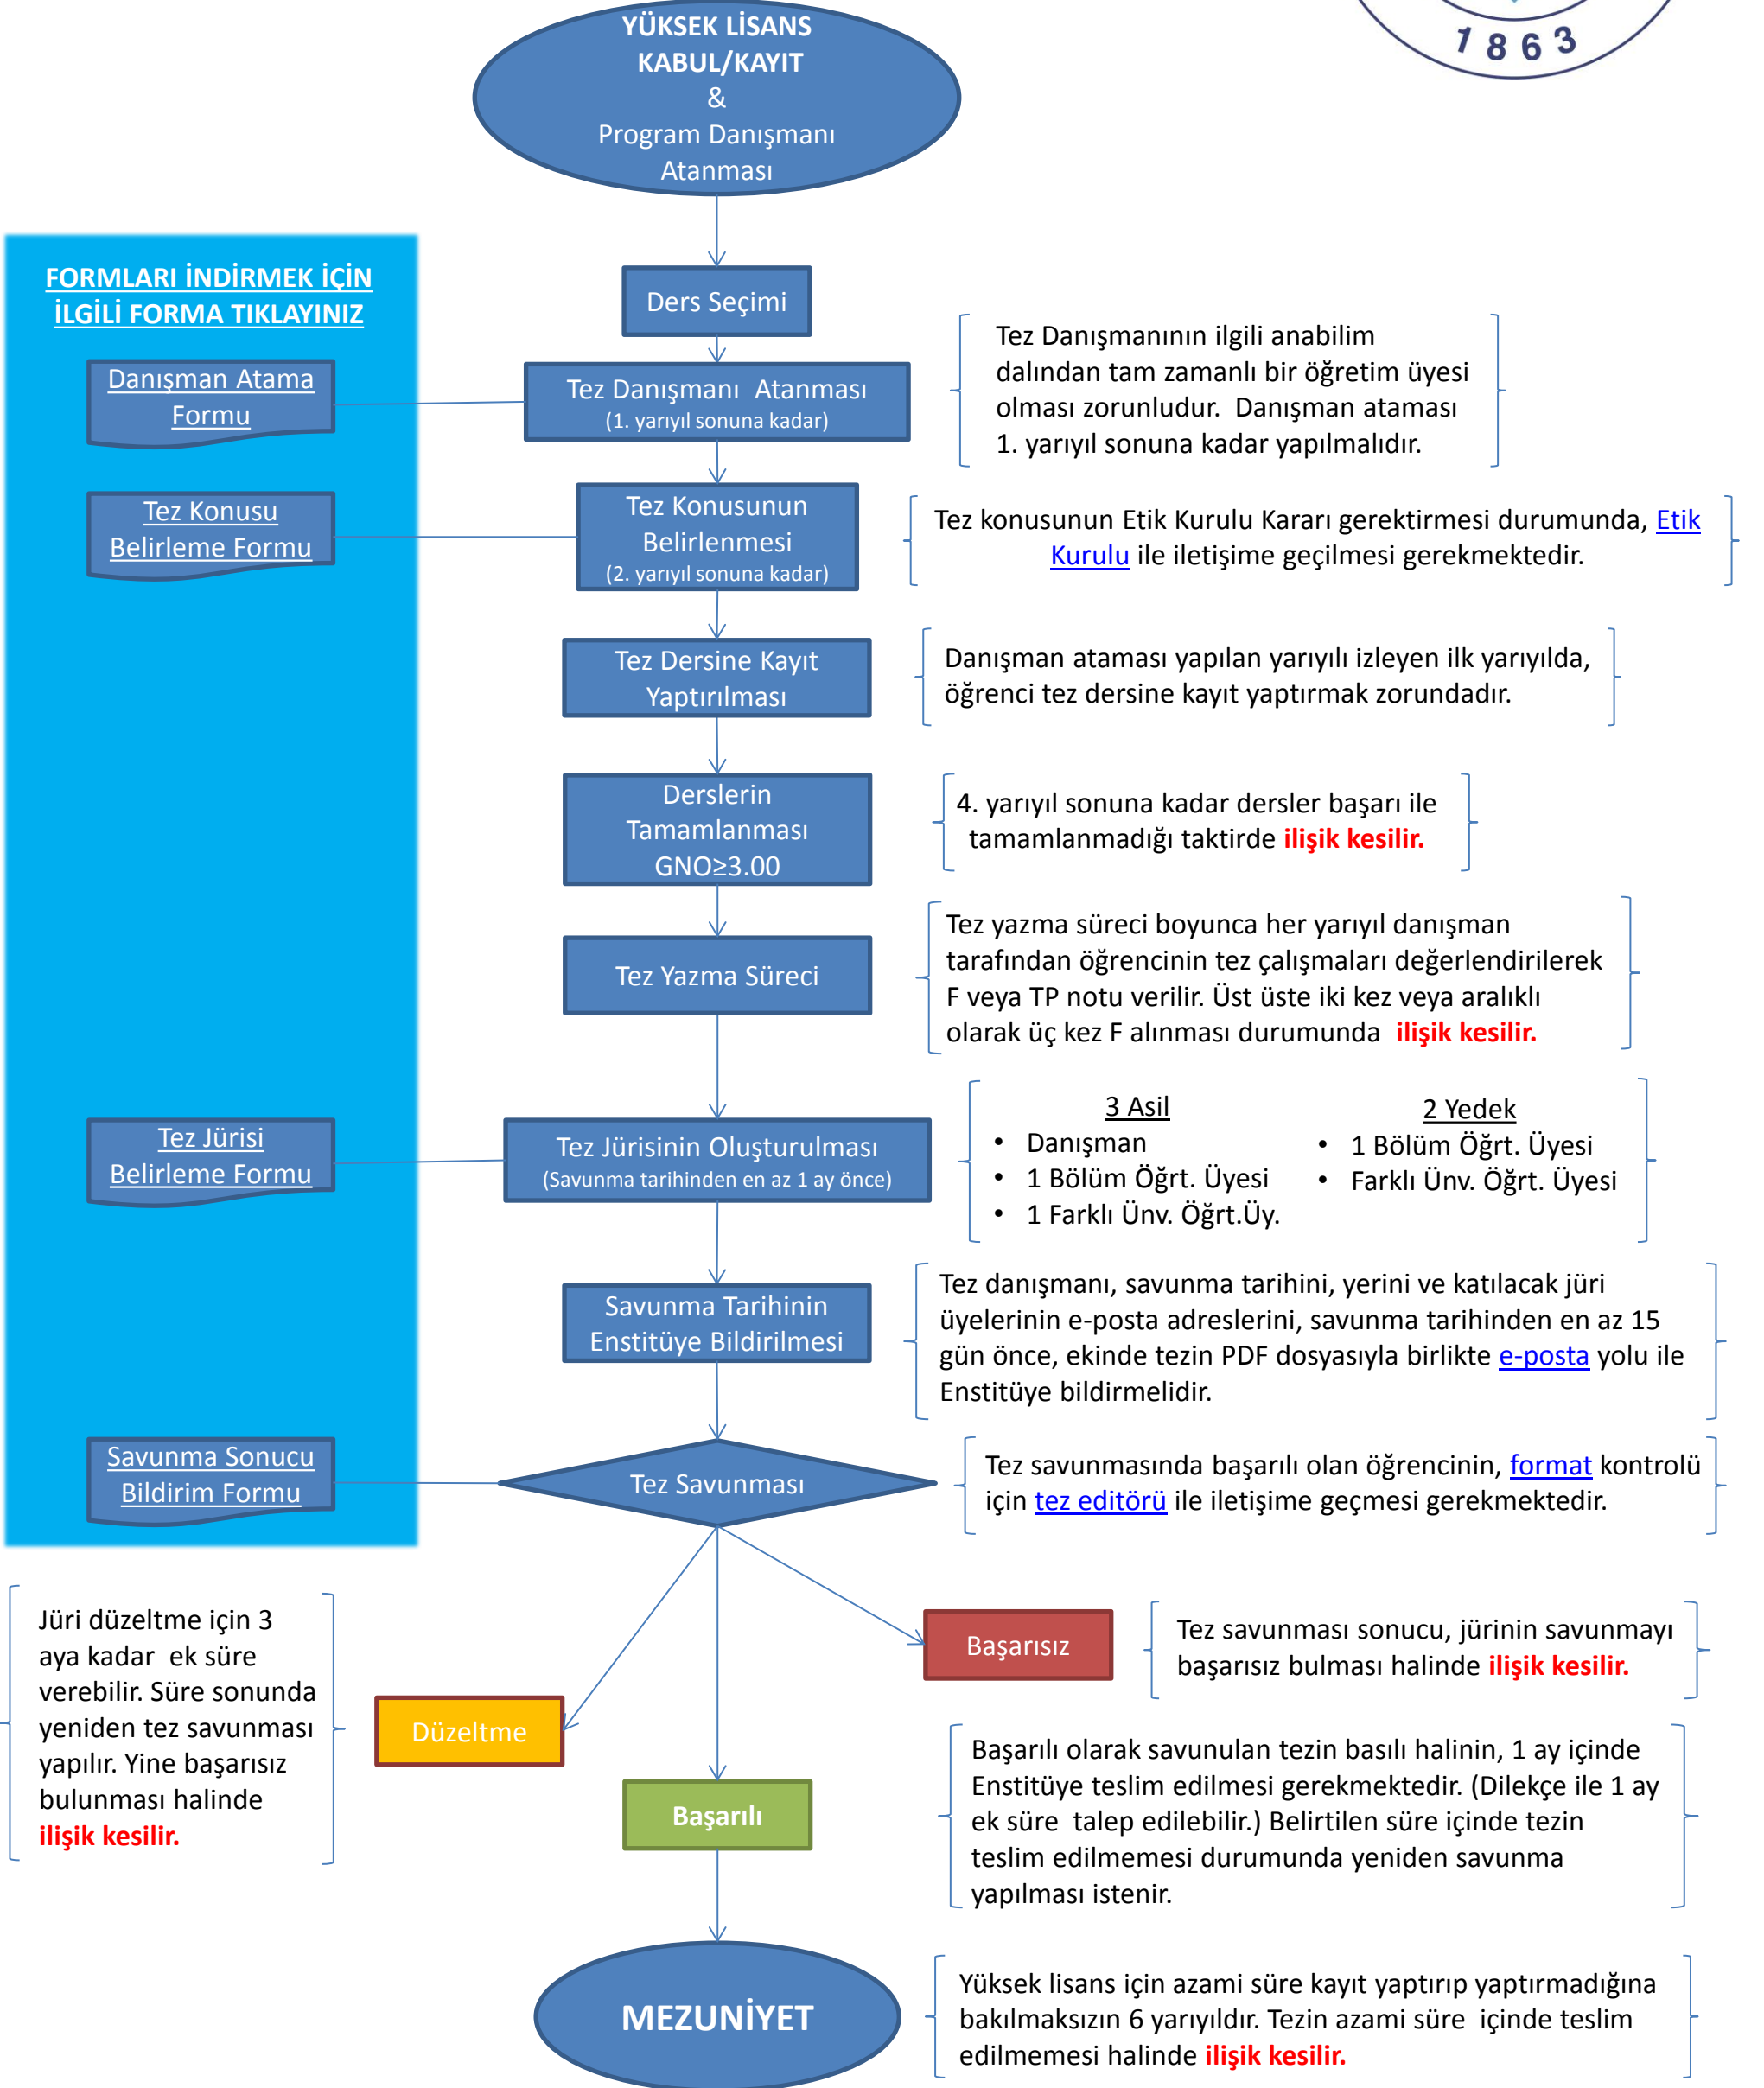 1863
YÜKSEK LİSANS
KABUL/KAYIT
&
Program Danışmanı
Atanması
FORMLARI İNDİRMEK İÇİN
İLGİLİ FORMA TIKLAYINIZ
Ders Seçimi
Danışman Atama
Formu
Tez Danışmanı Atanması
(1. yarıyıl sonuna kadar)
Tez Danışmanının ilgili anabilim
dalından tam zamanlı bir öğretim üyesi
olması zorunludur. Danışman ataması
1. yarıyıl sonuna kadar yapılmalıdır.
Tez Konusu
Belirleme Formu
Tez Konusunun
Belirlenmesi
(2. yarıyıl sonuna kadar)
Tez konusunun Etik Kurulu Kararı gerektirmesi durumunda, Etik
Kurulu ile iletişime geçilmesi gerekmektedir.
Tez Dersine Kayıt
Yaptırılması
Danışman ataması yapılan yarıyılı izleyen ilk yarıyılda,
öğrenci tez dersine kayıt yaptırmak zorundadır.
Derslerin
Tamamlanması
GNO≥3.00
4. yarıyıl sonuna kadar dersler başarı ile
tamamlanmadığı taktirde ilişik kesilir.
Tez Yazma Süreci
Tez yazma süreci boyunca her yarıyıl danışman
tarafından öğrencinin tez çalışmaları değerlendirilerek
F veya TP notu verilir. Üst üste iki kez veya aralıklı
olarak üç kez F alınması durumunda ilişik kesilir.
Tez Jürisi
Belirleme Formu
Tez Jürisinin Oluşturulması
(Savunma tarihinden en az 1 ay önce)
3 Asil
• Danışman
• 1 Bölüm Öğrt. Üyesi
• 1 Farklı Ünv. Öğrt.Üy.
2 Yedek
• 1 Bölüm Öğrt. Üyesi
• Farklı Ünv. Öğrt. Üyesi
Savunma Tarihinin
Enstitüye Bildirilmesi
Tez danışmanı, savunma tarihini, yerini ve katılacak jüri
üyelerinin e-posta adreslerini, savunma tarihinden en az 15
gün önce, ekinde tezin PDF dosyasıyla birlikte e-posta yolu ile
Enstitüye bildirmelidir.
Savunma Sonucu
Bildirim Formu
Tez Savunması
Tez savunmasında başarılı olan öğrencinin, format kontrolü
için tez editörü ile iletişime geçmesi gerekmektedir.
Jüri düzeltme için 3
aya kadar ek süre
verebilir. Süre sonunda
yeniden tez savunması
yapılır. Yine başarısız
bulunması halinde
ilişik kesilir.
Düzeltme
Başarısız
Tez savunması sonucu, jürinin savunmayı
başarısız bulması halinde ilişik kesilir.
Başarılı
Başarılı olarak savunulan tezin basılı halinin, 1 ay içinde
Enstitüye teslim edilmesi gerekmektedir. (Dilekçe ile 1 ay
ek süre talep edilebilir.) Belirtilen süre içinde tezin
teslim edilmemesi durumunda yeniden savunma
yapılması istenir.
MEZUNİYET
Yüksek lisans için azami süre kayıt yaptırıp yaptırmadığına
bakılmaksızın 6 yarıyıldır. Tezin azami süre içinde teslim
edilmemesi halinde ilişik kesilir.